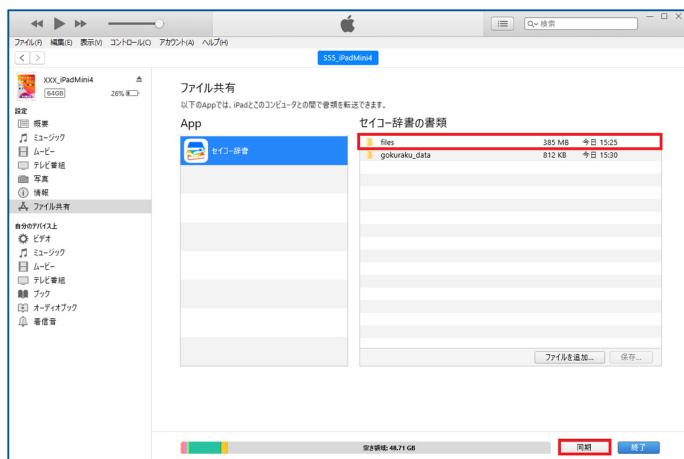 検索
ファイル(F) 編集(E) 表示(V) コントロール(C) アカウント(A) ヘルプ(H)
S55_iPadMini4
XXX_iPadMini4
64GB 26%
設定
概要
ミュージック
ムービー
テレビ番組
写真
情報
ファイル共有
自分のデバイス上
ビデオ
ミュージック
ムービー
テレビ番組
ブック
オーディオブック
着信音
ファイル共有
以下のAppでは、iPadとこのコンピュータとの間で書類を転送できます。
App
セイコー辞書
セイコー辞書の書類
files 385 MB 今日 15:25
gokuraku_data 812 KB 今日 15:30
ファイルを追加... 保存...
空き領域: 48.71 GB
同期 終了